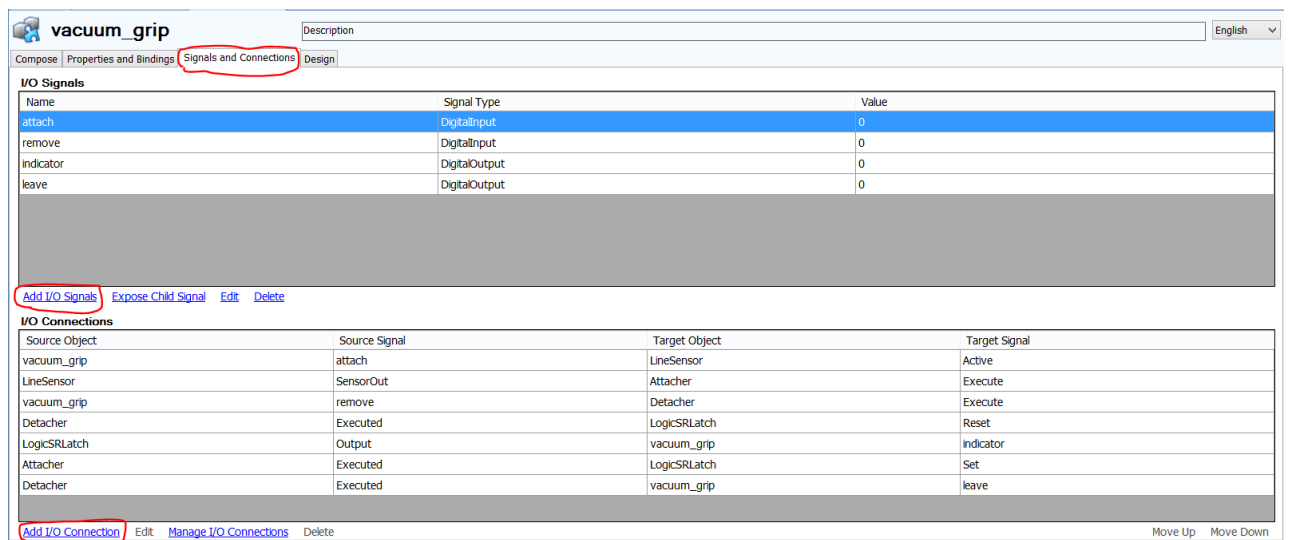 vacuum_grip Description English
Compose Properties and Bindings Signals and Connections Design
I/O Signals
Name Signal Type Value
attach DigitalInput 0
remove DigitalInput 0
indicator DigitalOutput 0
leave DigitalOutput 0
Add I/O Signals Expose Child Signal Edit Delete
I/O Connections
Source Object Source Signal Target Object Target Signal
vacuum_grip attach LineSensor Active
LineSensor SensorOut Attacher Execute
vacuum_grip remove Detacher Execute
Detacher Executed LogicSRLatch Reset
LogicSRLatch Output vacuum_grip indicator
Attacher Executed LogicSRLatch Set
Detacher Executed vacuum_grip leave
Add I/O Connection Edit Manage I/O Connections Delete Move Up Move Down